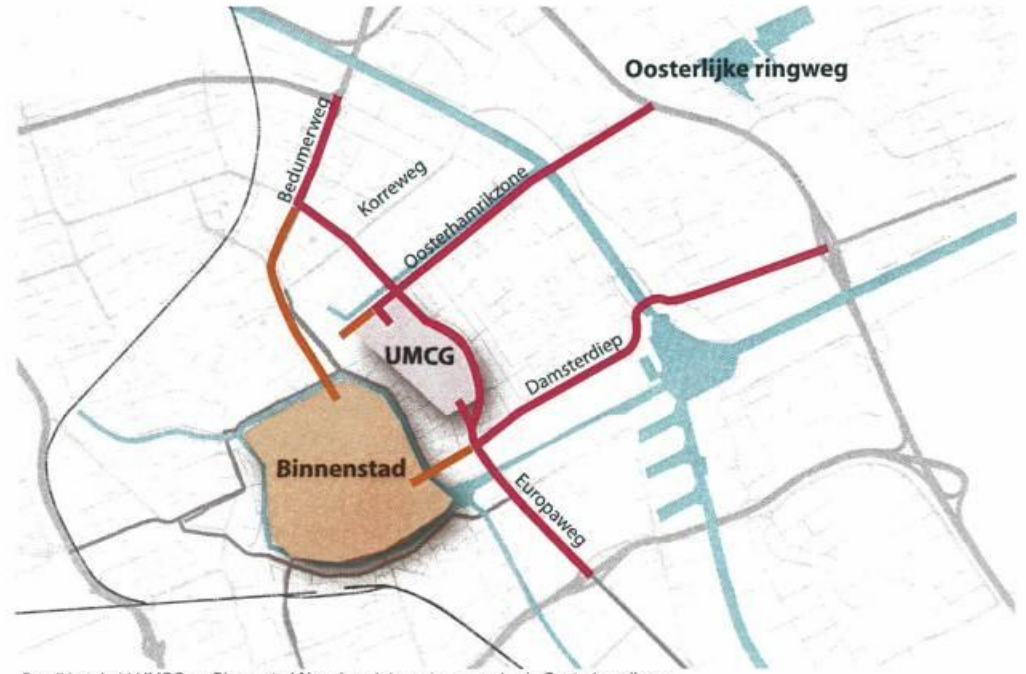 Oosterlijke ringweg
Bedumerweg
Korreweg
Oosterhamrikzone
UMCG
Damsterdiep
Binnenstad
Europaweg